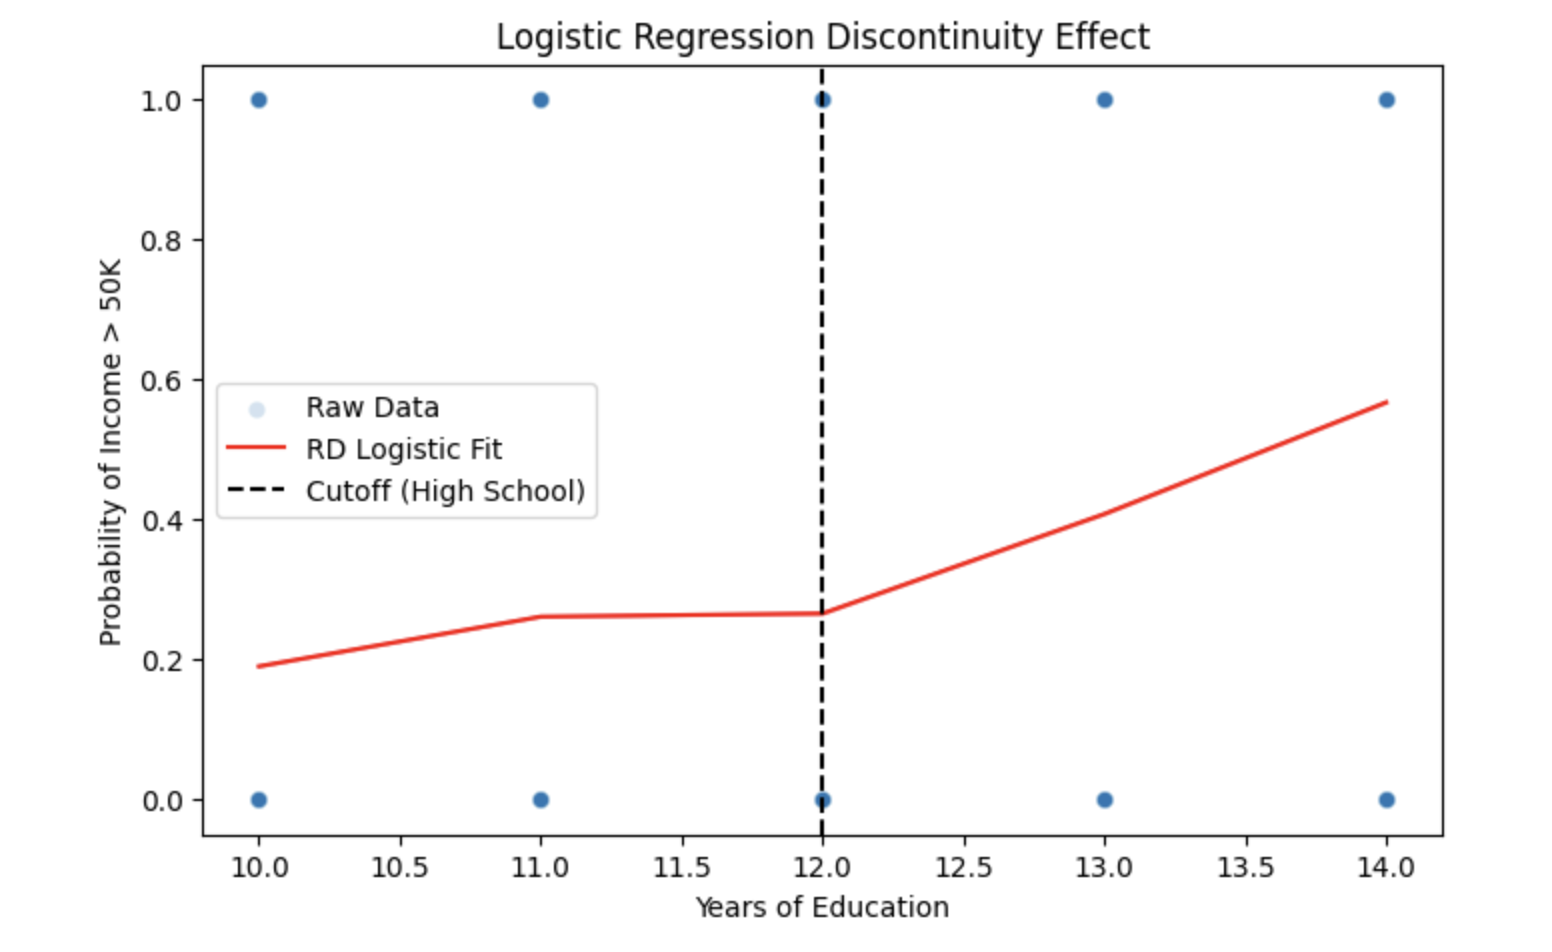 Logistic Regression Discontinuity Effect
Probability of Income > 50K
1.0
0.8
0.6
0.4
0.2
0.0
Raw Data
RD Logistic Fit
Cutoff (High School)
10.0 10.5 11.0 11.5 12.0 12.5 13.0 13.5 14.0
Years of Education